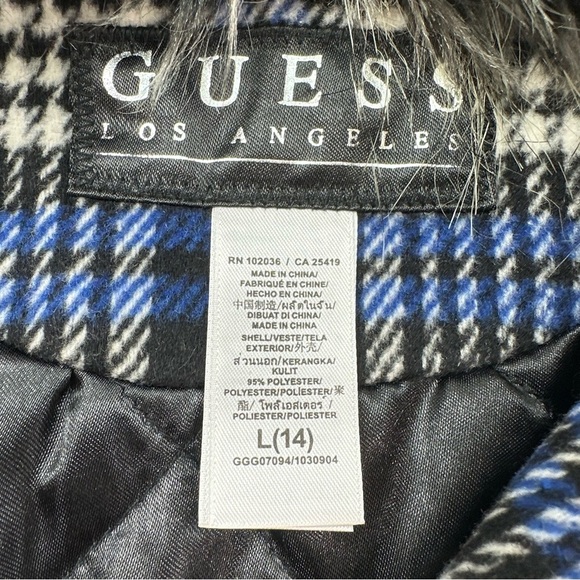 GUESS
LOS ANGELES
RN 102036 / CA 25419
MADE IN CHINA/
FABRIQUÉ EN CHINE/
HECHO EN CHINA/
中国制造/ ผลิตในจีน/
DIBUAT DI CHINA/
MADE IN CHINA
SHELL/VESTE/TELA
EXTERIOR/外壳/
ส่วนนอก/KERANGKA/
KULIT
95% POLYESTER/
POLYESTER/POLIÉSTER/聚
酯/ โพลีเอสเตอร์ /
POLIESTER/POLIESTER
L(14)
GGG07094/1030904